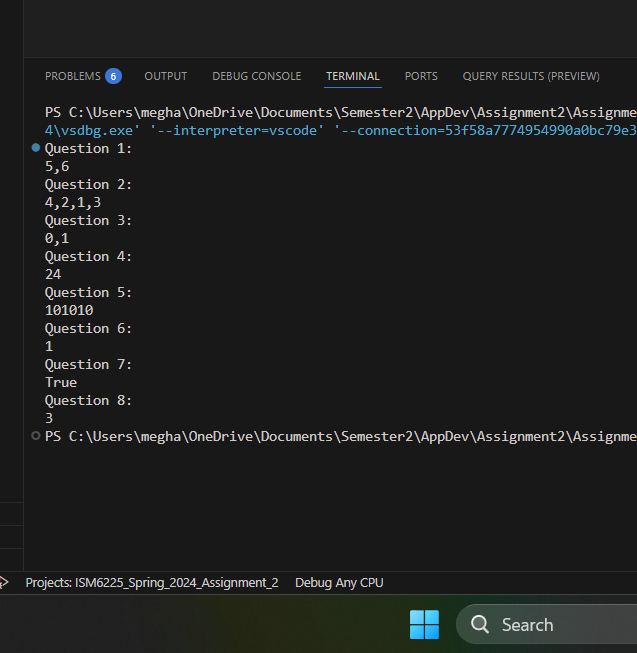 PROBLEMS 6 OUTPUT DEBUG CONSOLE TERMINAL PORTS QUERY RESULTS (PREVIEW)
PS C:\Users\megha\OneDrive\Documents\Semester2\AppDev\Assignment2\Assignme
4\vsdbg.exe' '--interpreter=vscode' '--connection=53f58a7774954990a0bc79e3
Question 1:
5,6
Question 2:
4,2,1,3
Question 3:
0,1
Question 4:
24
Question 5:
101010
Question 6:
1
Question 7:
True
Question 8:
3
PS C:\Users\megha\OneDrive\Documents\Semester2\AppDev\Assignment2\Assignme
Projects: ISM6225_Spring_2024_Assignment_2 Debug Any CPU
Search